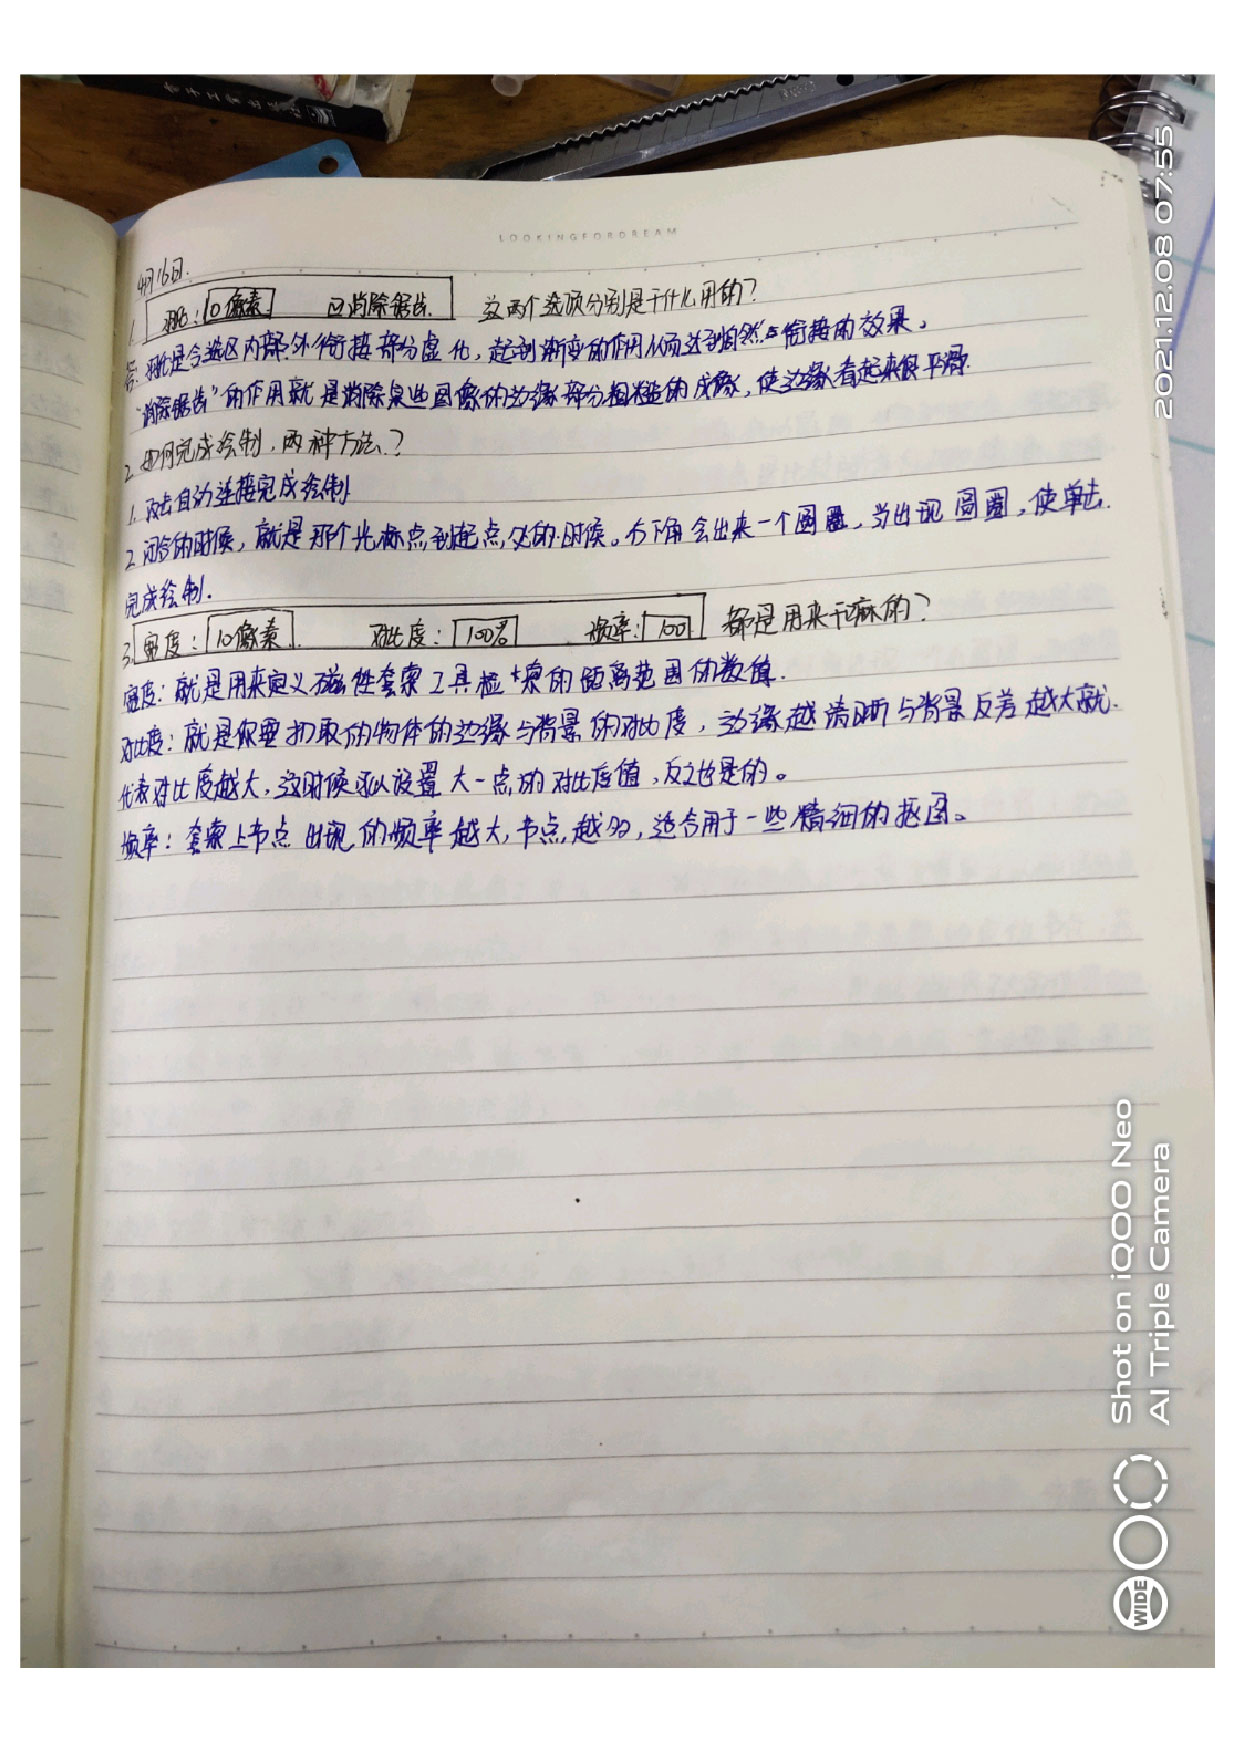 电子工业出版社
LOOKINGFORDREAM
4月16日.
1. 羽化:0像素 ☑消除锯齿. 这两个选项分别是干什么用的?
答:羽化是令选区内部外衔接部分虚化,起到渐变的作用从而达到自然衔接的效果,
"消除锯齿"的作用就是消除某些图像的边缘部分粗糙的成像,使边缘看起来很平滑.
2.如何完成绘制,两种方法.?
1.双击自动连接完成绘制
2 闭合的时候,就是那个光标点到起点处的时候。右下角会出来一个圆圈,当出现圆圈,使单击.
完成绘制.
3.宽度:10像素. 对比度:100% 频率:100 都是用来干嘛的?
宽度:就是用来定义磁性套索工具检索的距离范围的数值.
对比度:就是你要抠取的物体的边缘与背景的对比度,边缘越清晰与背景反差越大就.
代表对比度越大,这时候可以设置大一点的对比度值,反之也是的。
频率:套索上节点出现的频率越大,节点越多,适合用于一些精细的抠图。
2021.12.08 07:55
Shot on iQOO Neo
AI Triple Camera
WIDE